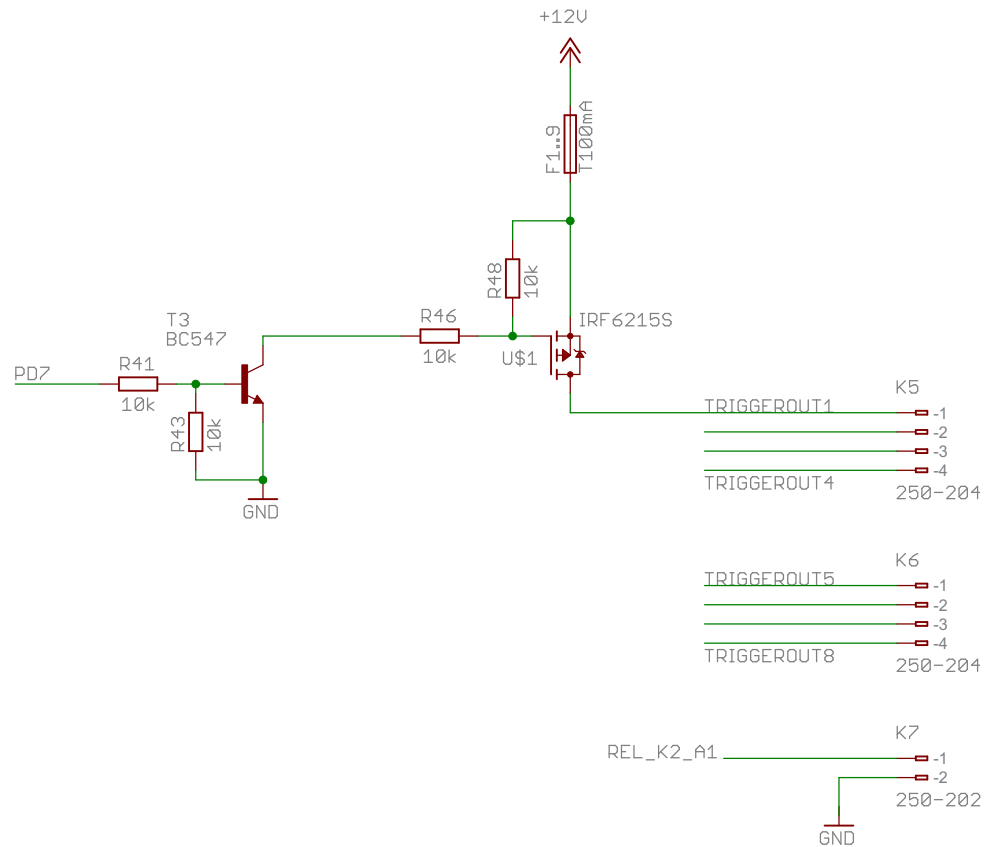 +12V
F1..9
T100mA
R48
10k
IRF6215S
U$1
R46
10k
T3
BC547
PD7
R41
10k
R43
10k
GND
K5
TRIGGEROUT1
-1
-2
-3
-4
TRIGGEROUT4
250-204
K6
TRIGGEROUT5
-1
-2
-3
-4
TRIGGEROUT8
250-204
K7
REL_K2_A1
-1
-2
250-202
GND